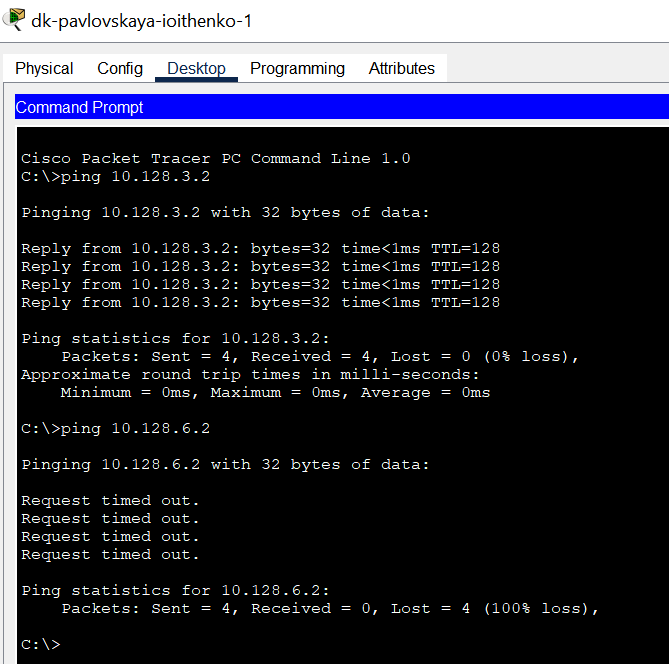 dk-pavlovskaya-ioithenko-1
Physical Config Desktop Programming Attributes
Command Prompt
Cisco Packet Tracer PC Command Line 1.0
C:\>ping 10.128.3.2
Pinging 10.128.3.2 with 32 bytes of data:
Reply from 10.128.3.2: bytes=32 time<1ms TTL=128
Reply from 10.128.3.2: bytes=32 time<1ms TTL=128
Reply from 10.128.3.2: bytes=32 time<1ms TTL=128
Reply from 10.128.3.2: bytes=32 time<1ms TTL=128
Ping statistics for 10.128.3.2:
Packets: Sent = 4, Received = 4, Lost = 0 (0% loss),
Approximate round trip times in milli-seconds:
Minimum = 0ms, Maximum = 0ms, Average = 0ms
C:\>ping 10.128.6.2
Pinging 10.128.6.2 with 32 bytes of data:
Request timed out.
Request timed out.
Request timed out.
Request timed out.
Ping statistics for 10.128.6.2:
Packets: Sent = 4, Received = 0, Lost = 4 (100% loss),
C:\>